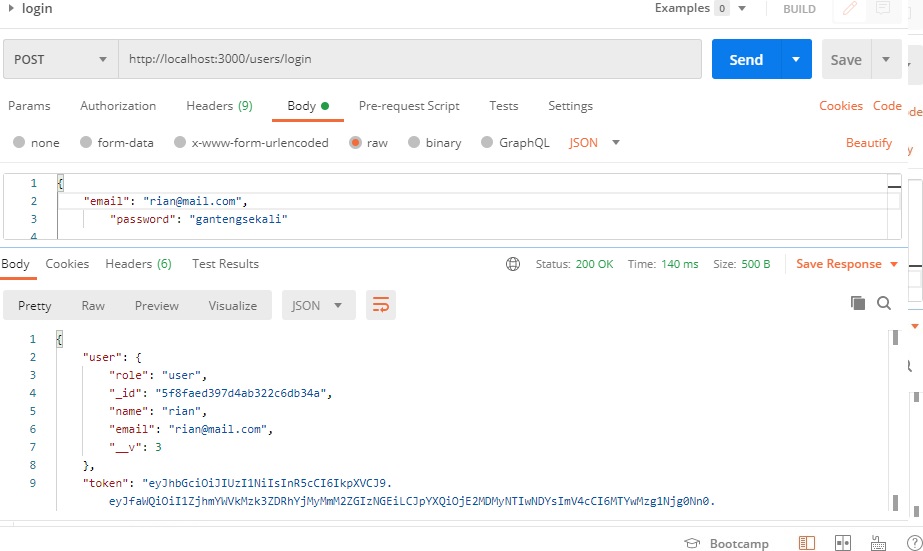 login
Examples 0
BUILD
POST
http://localhost:3000/users/login
Send
Save
Params
Authorization
Headers (9)
Body
Pre-request Script
Tests
Settings
Cookies
Code
none
form-data
x-www-form-urlencoded
raw
binary
GraphQL
JSON
Beautify
1 {
2 "email": "rian@mail.com",
3 "password": "gantengsekali"
4
Body
Cookies
Headers (6)
Test Results
Status: 200 OK
Time: 140 ms
Size: 500 B
Save Response
Pretty
Raw
Preview
Visualize
JSON
1 {
2 "user": {
3 "role": "user",
4 "_id": "5f8faed397d4ab322c6db34a",
5 "name": "rian",
6 "email": "rian@mail.com",
7 "__v": 3
8 },
9 "token": "eyJhbGciOiJIUzI1NiIsInR5cCI6IkpXVCJ9.
eyJfaWQiOiI1ZjhmYWVkMzk3ZDRhYjMyMmM2ZGIzNGEiLCJpYXQiOjE2MDMyNTIwNDYsImV4cCI6MTYwMzg1Njg0Nn0.
Bootcamp